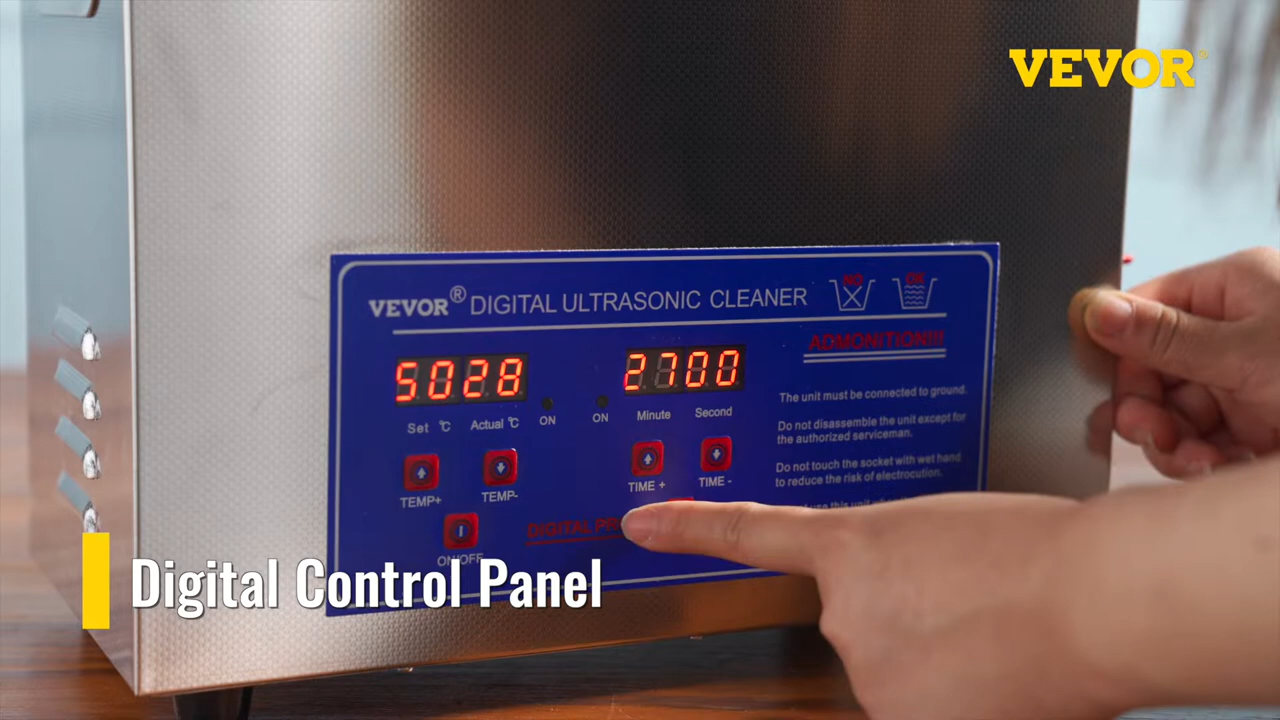 VEVOR®
VEVOR® DIGITAL ULTRASONIC CLEANER
NO
OK
ADMONITION!!!
5028
2700
Set ℃
Actual ℃
ON
ON
Minute
Second
The unit must be connected to ground.
Do not disassemble the unit except for
the authorized serviceman.
Do not touch the socket with wet hand
to reduce the risk of electrocution.
TEMP+
TEMP-
TIME +
TIME -
DIGITAL
ON/OFF
Digital Control Panel